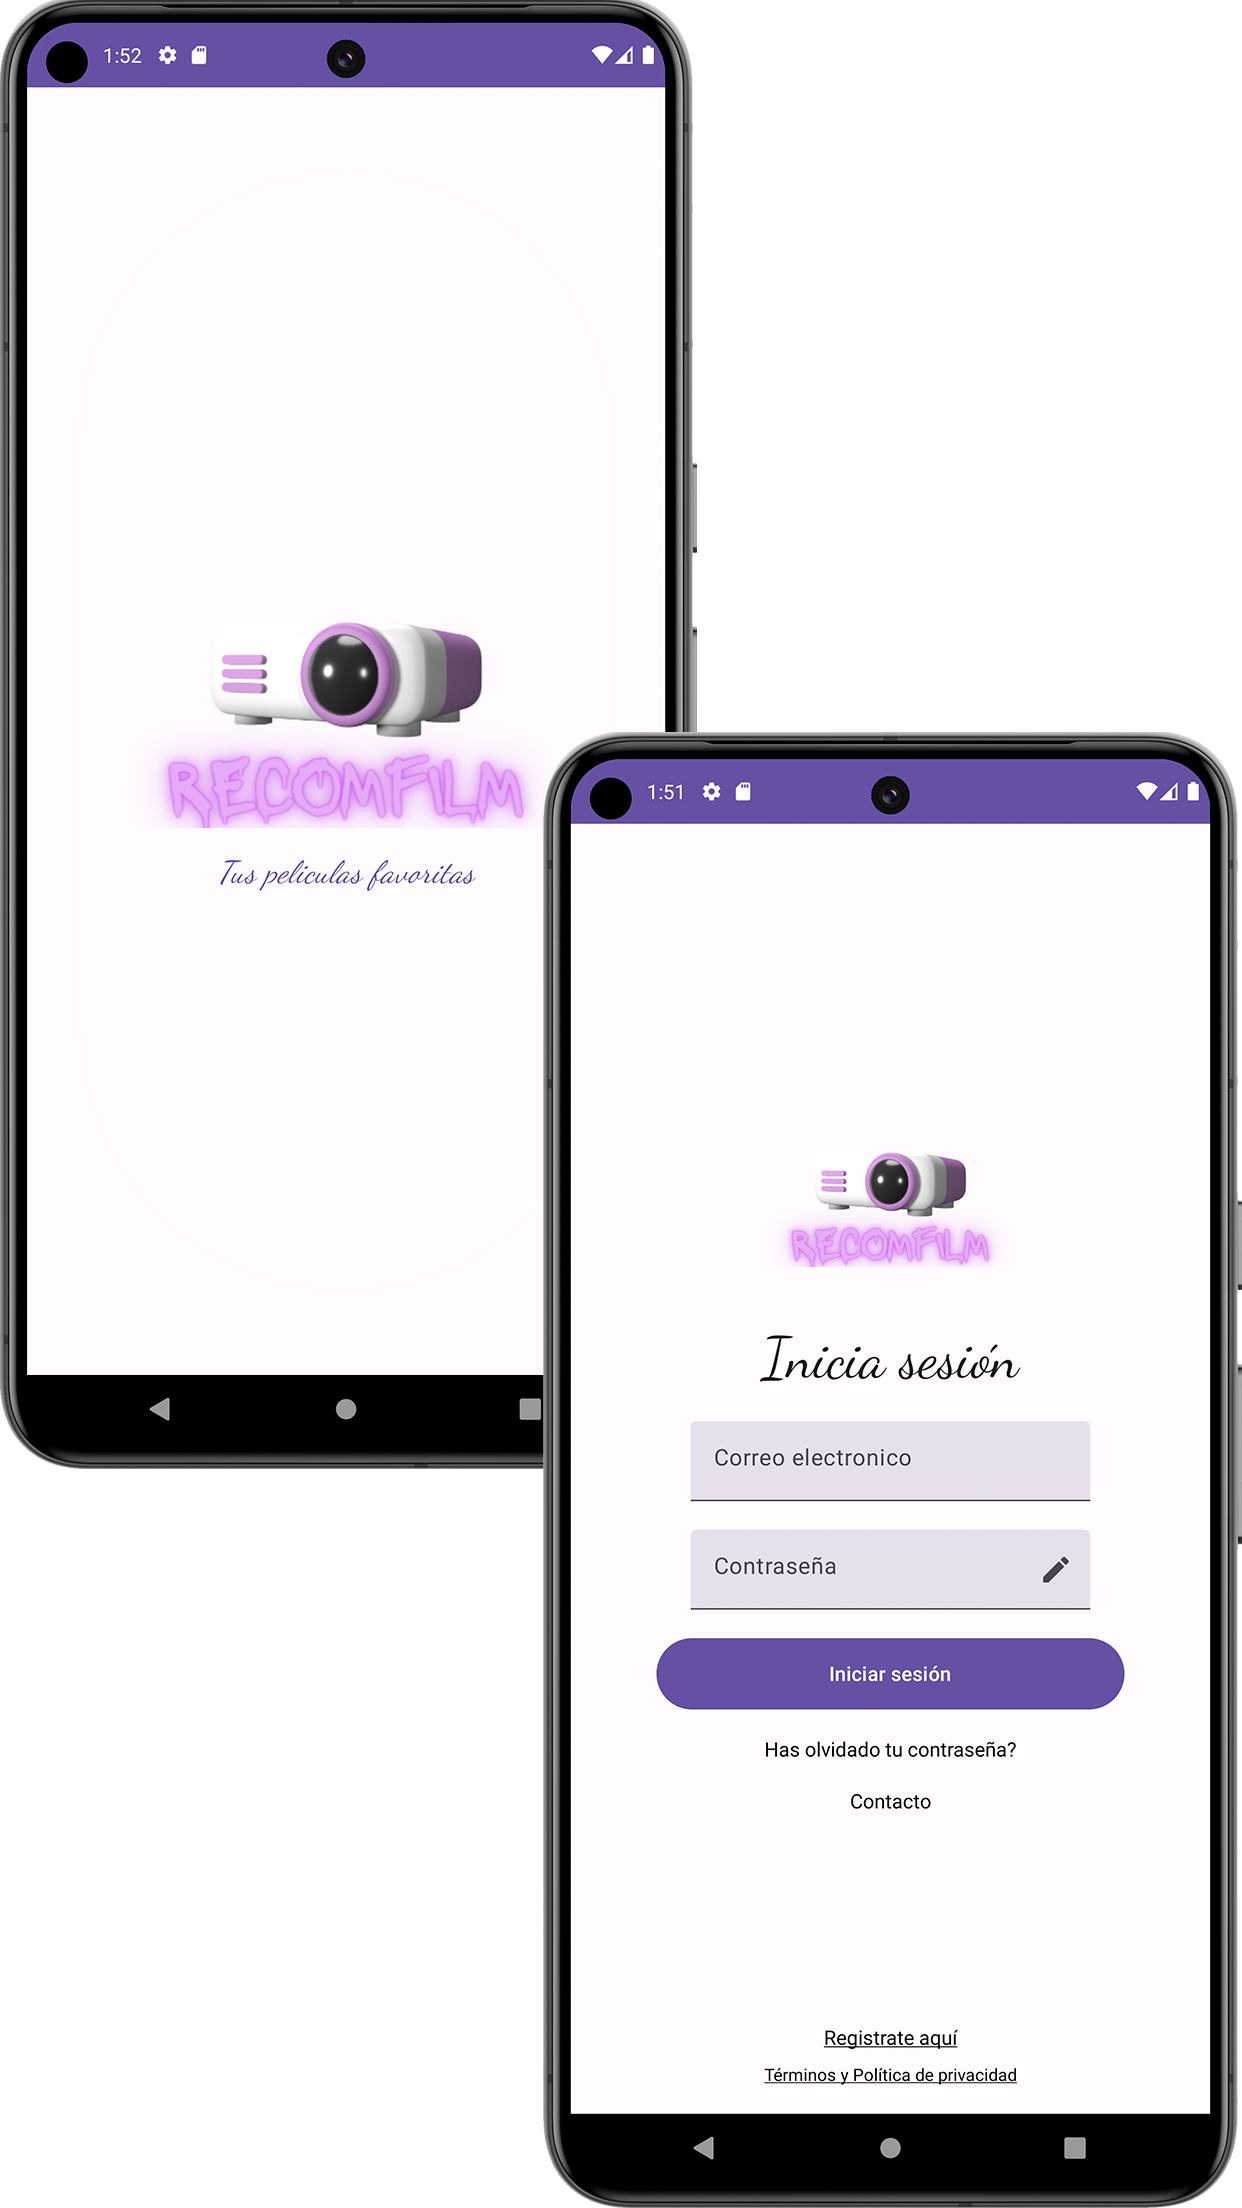 1:52
RECOMFILM
Tus peliculas favoritas
1:51
RECOMFILM
Inicia sesión
Correo electronico
Contraseña
Iniciar sesión
Has olvidado tu contraseña?
Contacto
Registrate aquí
Términos y Política de privacidad